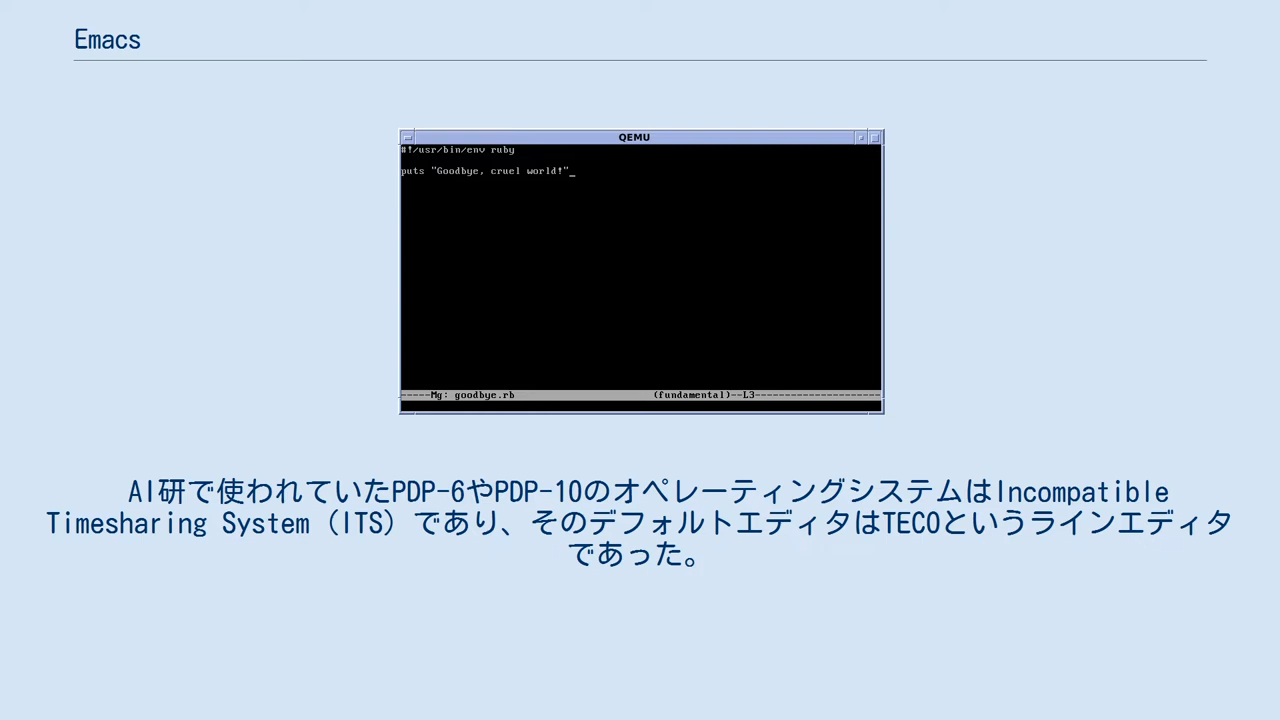 Emacs
QEMU
#!/usr/bin/env ruby
puts "Goodbye, cruel world!"_
-----Mg: goodbye.rb                       (fundamental)--L3---------------------
AI研で使われていたPDP-6やPDP-10のオペレーティングシステムはIncompatible
Timesharing System（ITS）であり、そのデフォルトエディタはTECOというラインエディタ
であった。